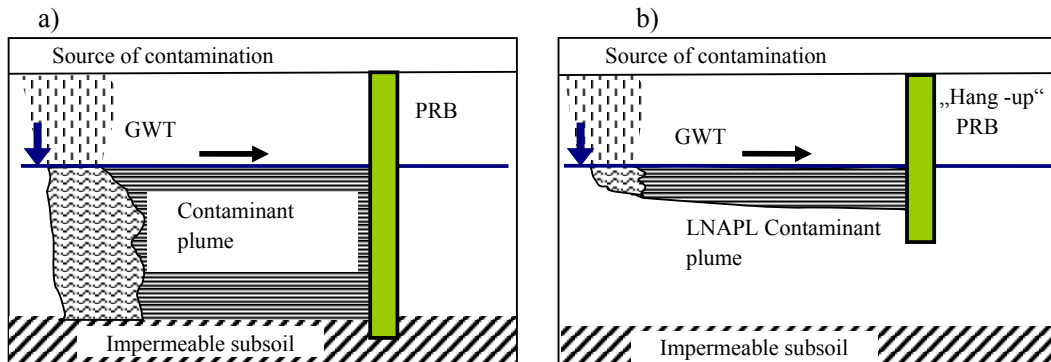 a)
Source of contamination
GWT
PRB
Contaminant
plume
Impermeable subsoil
b)
Source of contamination
GWT
„Hang -up“
PRB
LNAPL Contaminant
plume
Impermeable subsoil